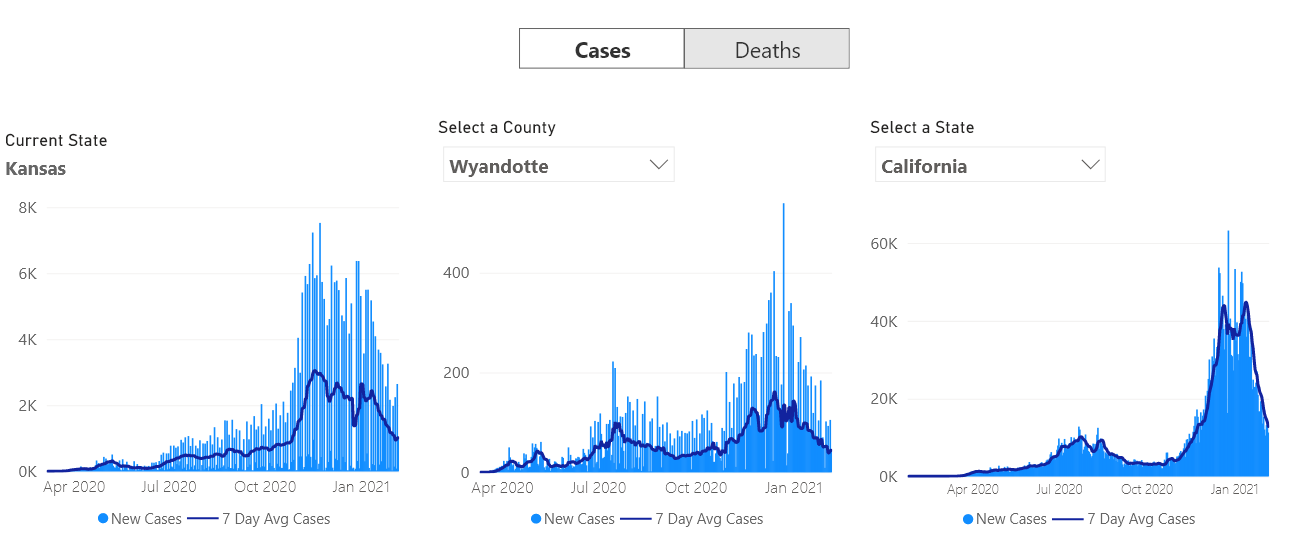 Cases Deaths
Current State
Kansas
8K
6K
4K
2K
0K
Apr 2020 Jul 2020 Oct 2020 Jan 2021
New Cases 7 Day Avg Cases
Select a County
Wyandotte
400
200
0
Apr 2020 Jul 2020 Oct 2020 Jan 2021
New Cases 7 Day Avg Cases
Select a State
California
60K
40K
20K
0K
Apr 2020 Jul 2020 Oct 2020 Jan 2021
New Cases 7 Day Avg Cases